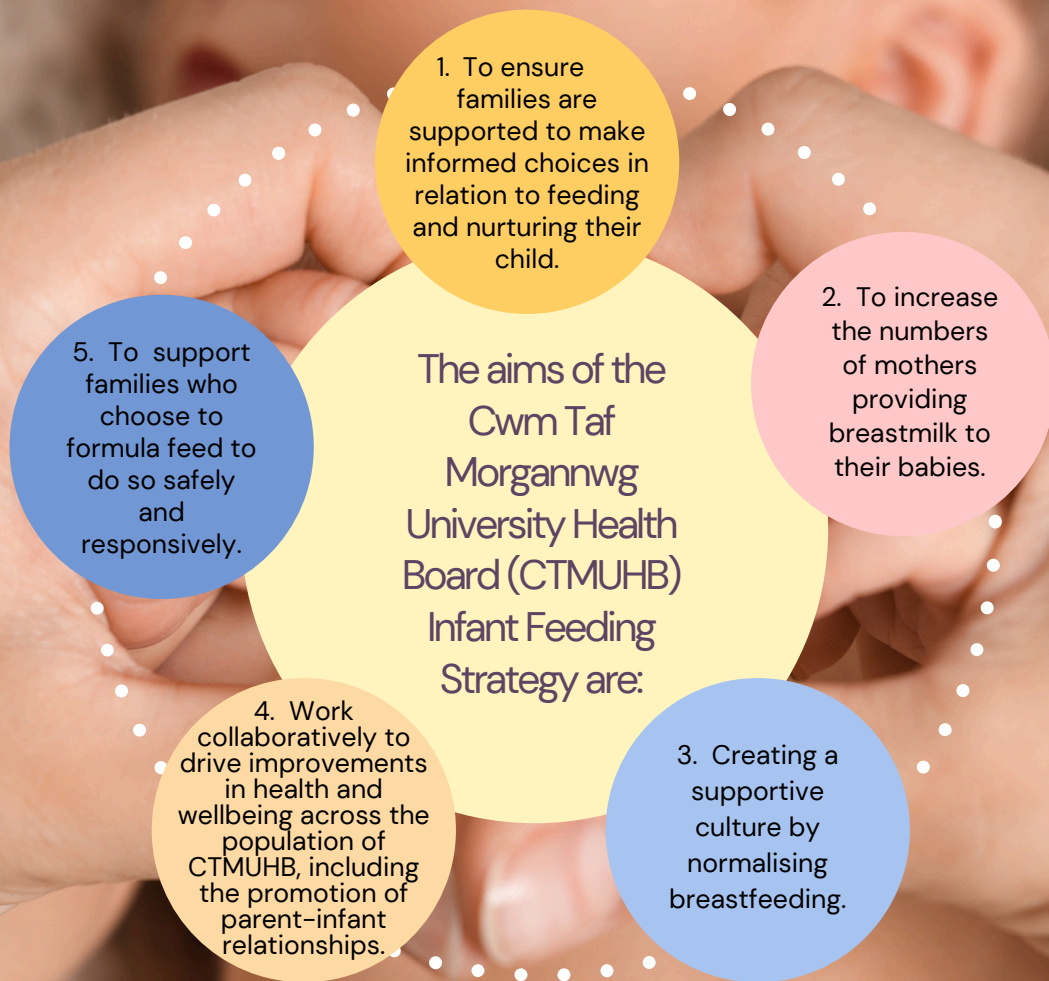 The aims of the
Cwm Taf
Morgannwg
University Health
Board (CTMUHB)
Infant Feeding
Strategy are:
1. To ensure
families are
supported to make
informed choices in
relation to feeding
and nurturing their
child.
2. To increase
the numbers
of mothers
providing
breastmilk to
their babies.
3. Creating a
supportive
culture by
normalising
breastfeeding.
4. Work
collaboratively to
drive improvements
in health and
wellbeing across the
population of
CTMUHB, including
the promotion of
parent-infant
relationships.
5. To support
families who
choose to
formula feed to
do so safely
and
responsively.